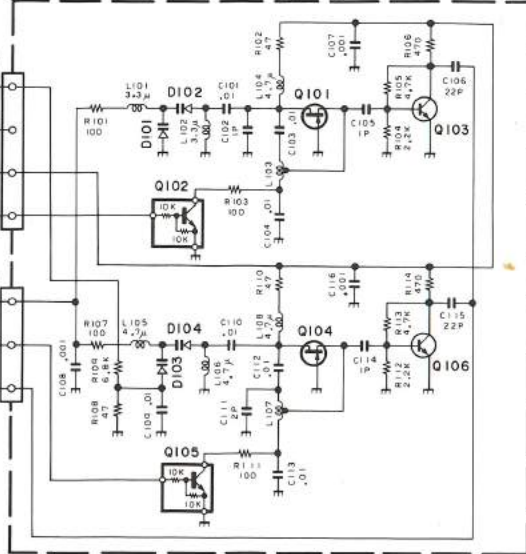 R102
47
C107
.001
R106
470
L101
3.3μ
D102
C101
.01
L104
4.7μ
Q101
R105
4.7K
C106
22P
R101
100
D101
L102
3.3μ
C102
1P
C103
.01
C105
1P
R104
2.2K
Q103
L103
Q102
10K
10K
R103
100
C104
.01
R110
47
C116
.001
R114
470
R107
100
L105
4.7μ
D104
C110
.01
L108
4.7μ
Q104
R113
4.7K
C115
22P
C108
.001
R109
6.8K
D103
L106
4.7μ
C112
.01
C114
1P
R112
2.2K
Q106
R108
47
C109
.01
C111
2P
L107
Q105
10K
10K
R111
100
C113
.01